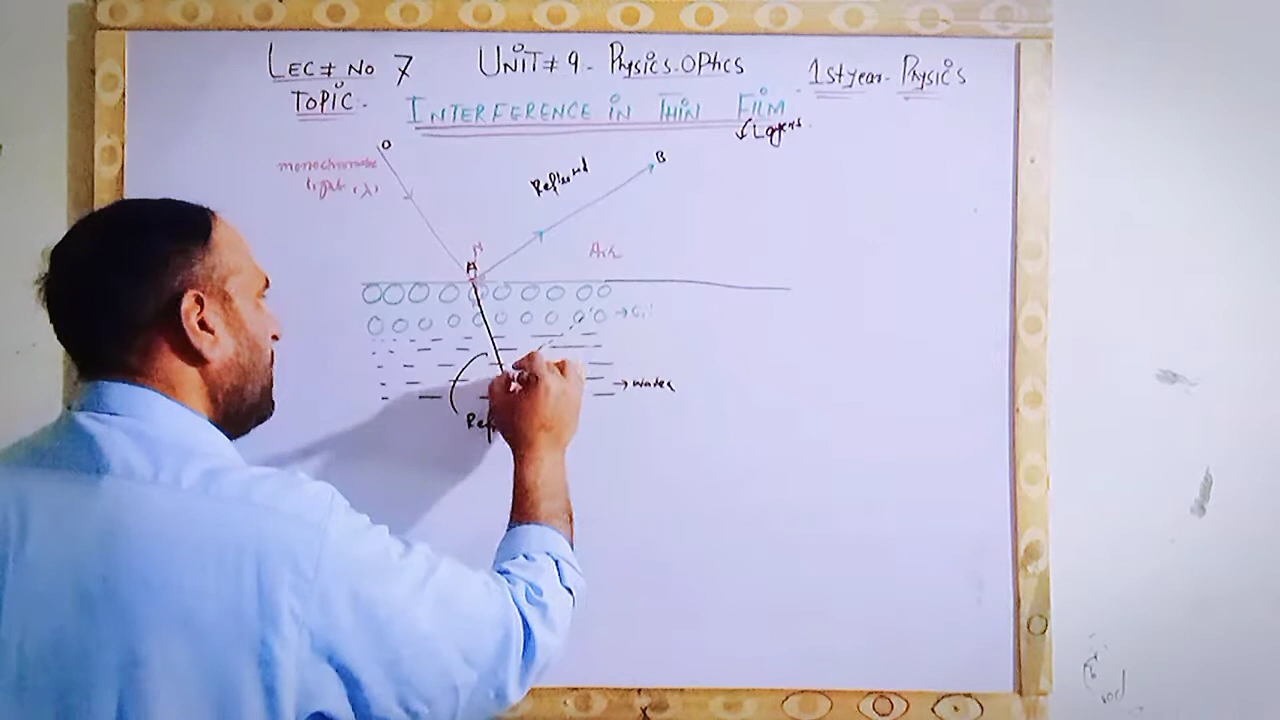 LEC # NO 7 UNIT # 9 - PHYSICS-OPTICS 1st year - PHYSICS
TOPIC - INTERFERENCE IN THIN FILM
Layers
O
B
monochromatic
light (λ)
Reflected
N
Air
A
→ Water
Ref